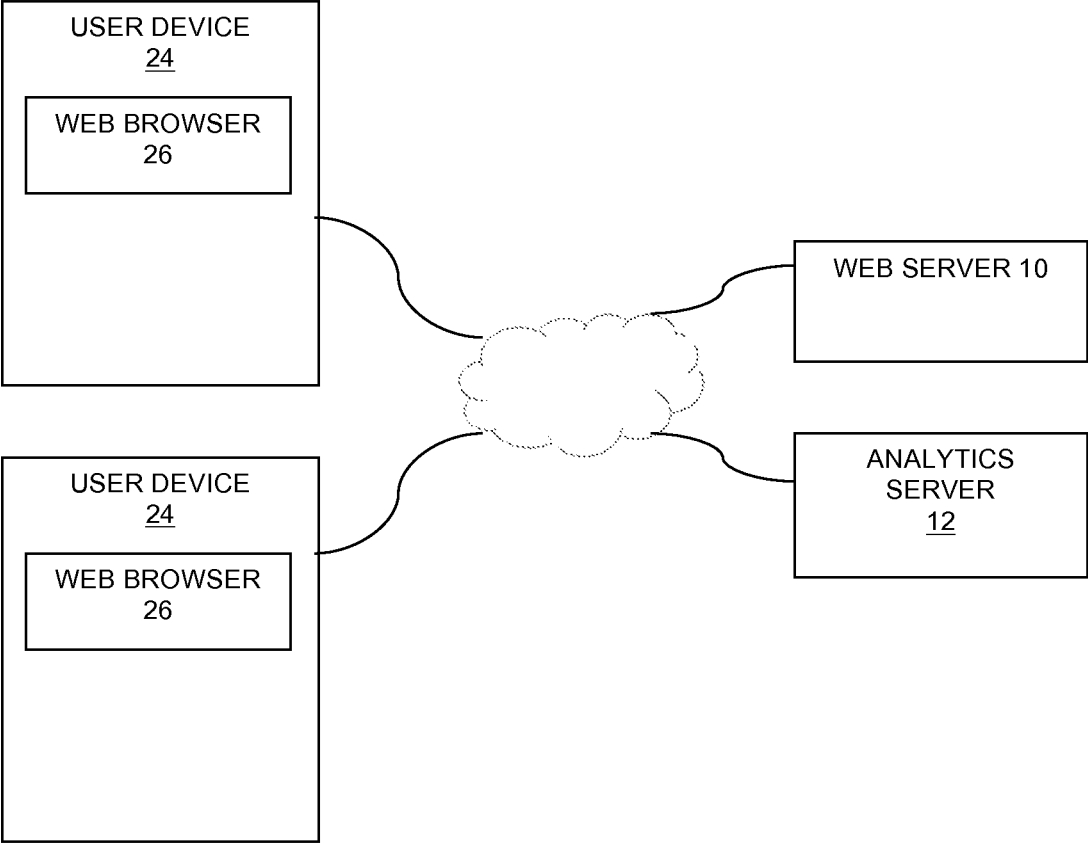 USER DEVICE
24
WEB BROWSER
26
WEB SERVER 10
ANALYTICS
SERVER
12
USER DEVICE
24
WEB BROWSER
26